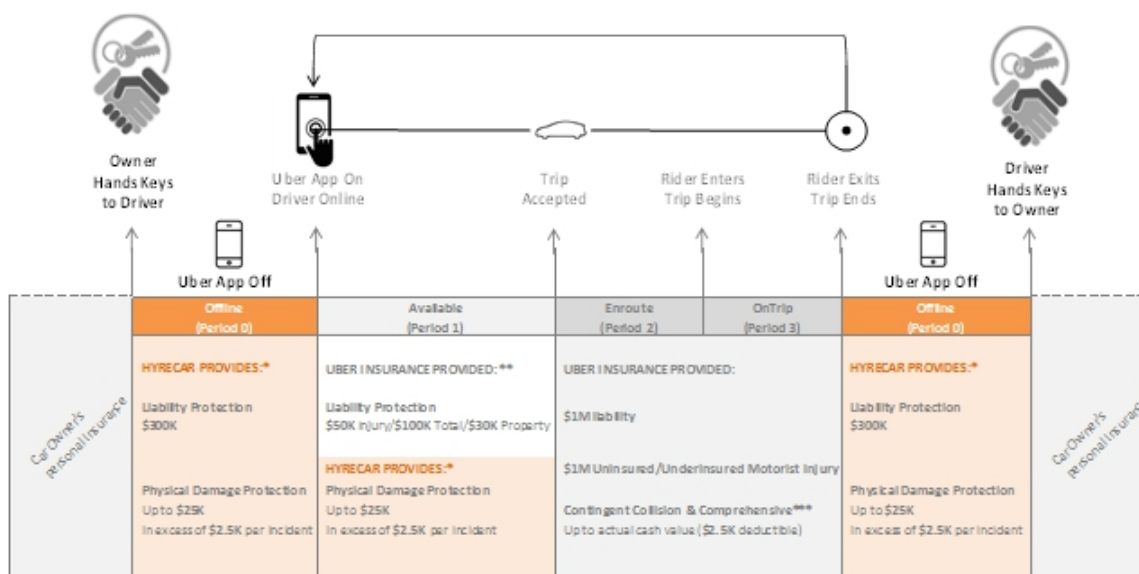 Owner
Hands Keys
to Driver
Uber App On
Driver Online
Trip
Accepted
Rider Enters
Trip Begins
Rider Exits
Trip Ends
Driver
Hands Keys
to Owner
Uber App Off
Uber App Off
Offline
(Period 0)
Available
(Period 1)
Enroute
(Period 2)
OnTrip
(Period 3)
Offline
(Period 0)
Car Owner's
personal insurance
HYRECAR PROVIDES:*
Liability Protection
$300K
Physical Damage Protection
Up to $25K
In excess of $2.5K per incident
UBER INSURANCE PROVIDED:**
Liability Protection
$50K Injury/$100K Total/$30K Property
HYRECAR PROVIDES:*
Physical Damage Protection
Up to $25K
In excess of $2.5K per incident
UBER INSURANCE PROVIDED:
$1M liability
$1M Uninsured/Underinsured Motorist Injury
Contingent Collision & Comprehensive***
Up to actual cash value ($2.5K deductible)
HYRECAR PROVIDES:*
Liability Protection
$300K
Physical Damage Protection
Up to $25K
In excess of $2.5K per incident
Car Owner's
personal insurance